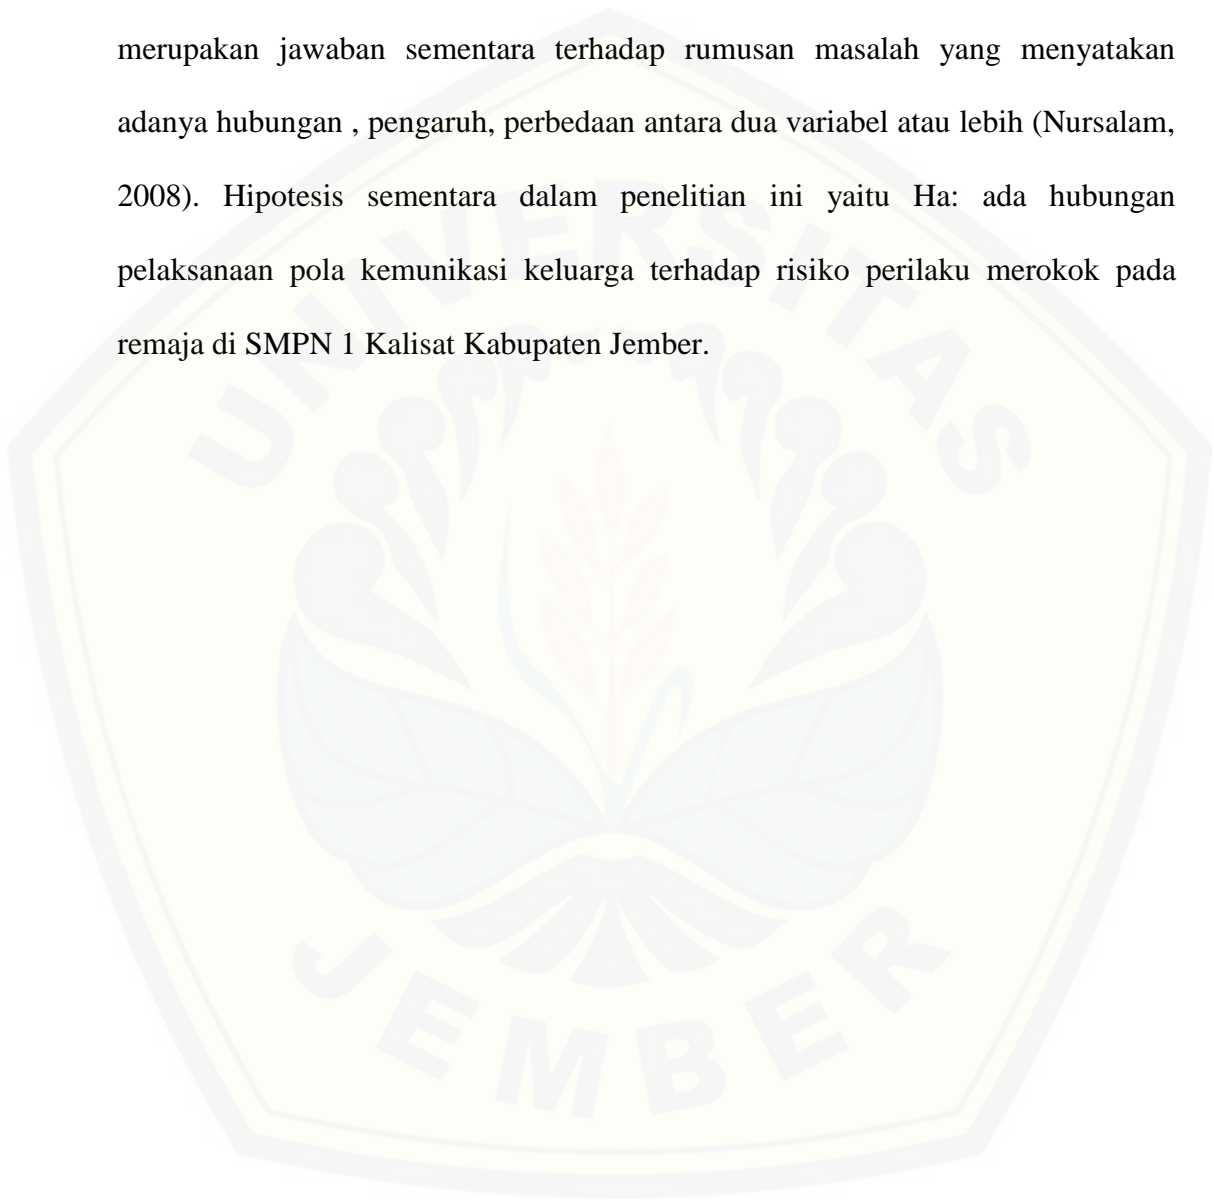 merupakan jawaban sementara terhadap rumusan masalah yang menyatakan
adanya hubungan , pengaruh, perbedaan antara dua variabel atau lebih (Nursalam,
2008). Hipotesis sementara dalam penelitian ini yaitu Ha: ada hubungan
pelaksanaan pola kemunikasi keluarga terhadap risiko perilaku merokok pada
remaja di SMPN 1 Kalisat Kabupaten Jember.
UNIVERSITAS
JEMBER